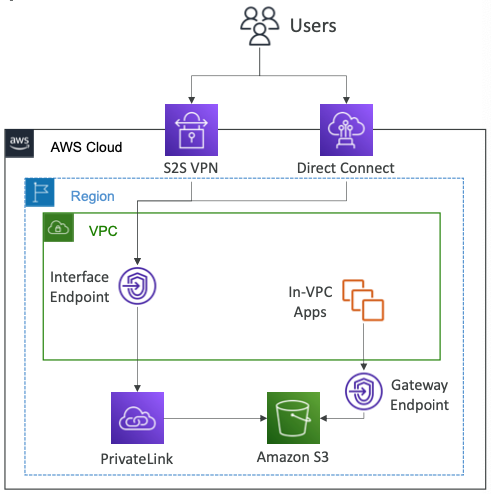 Users
aws
AWS Cloud
S2S VPN
Direct Connect
Region
VPC
Interface
Endpoint
In-VPC
Apps
Gateway
Endpoint
PrivateLink
Amazon S3